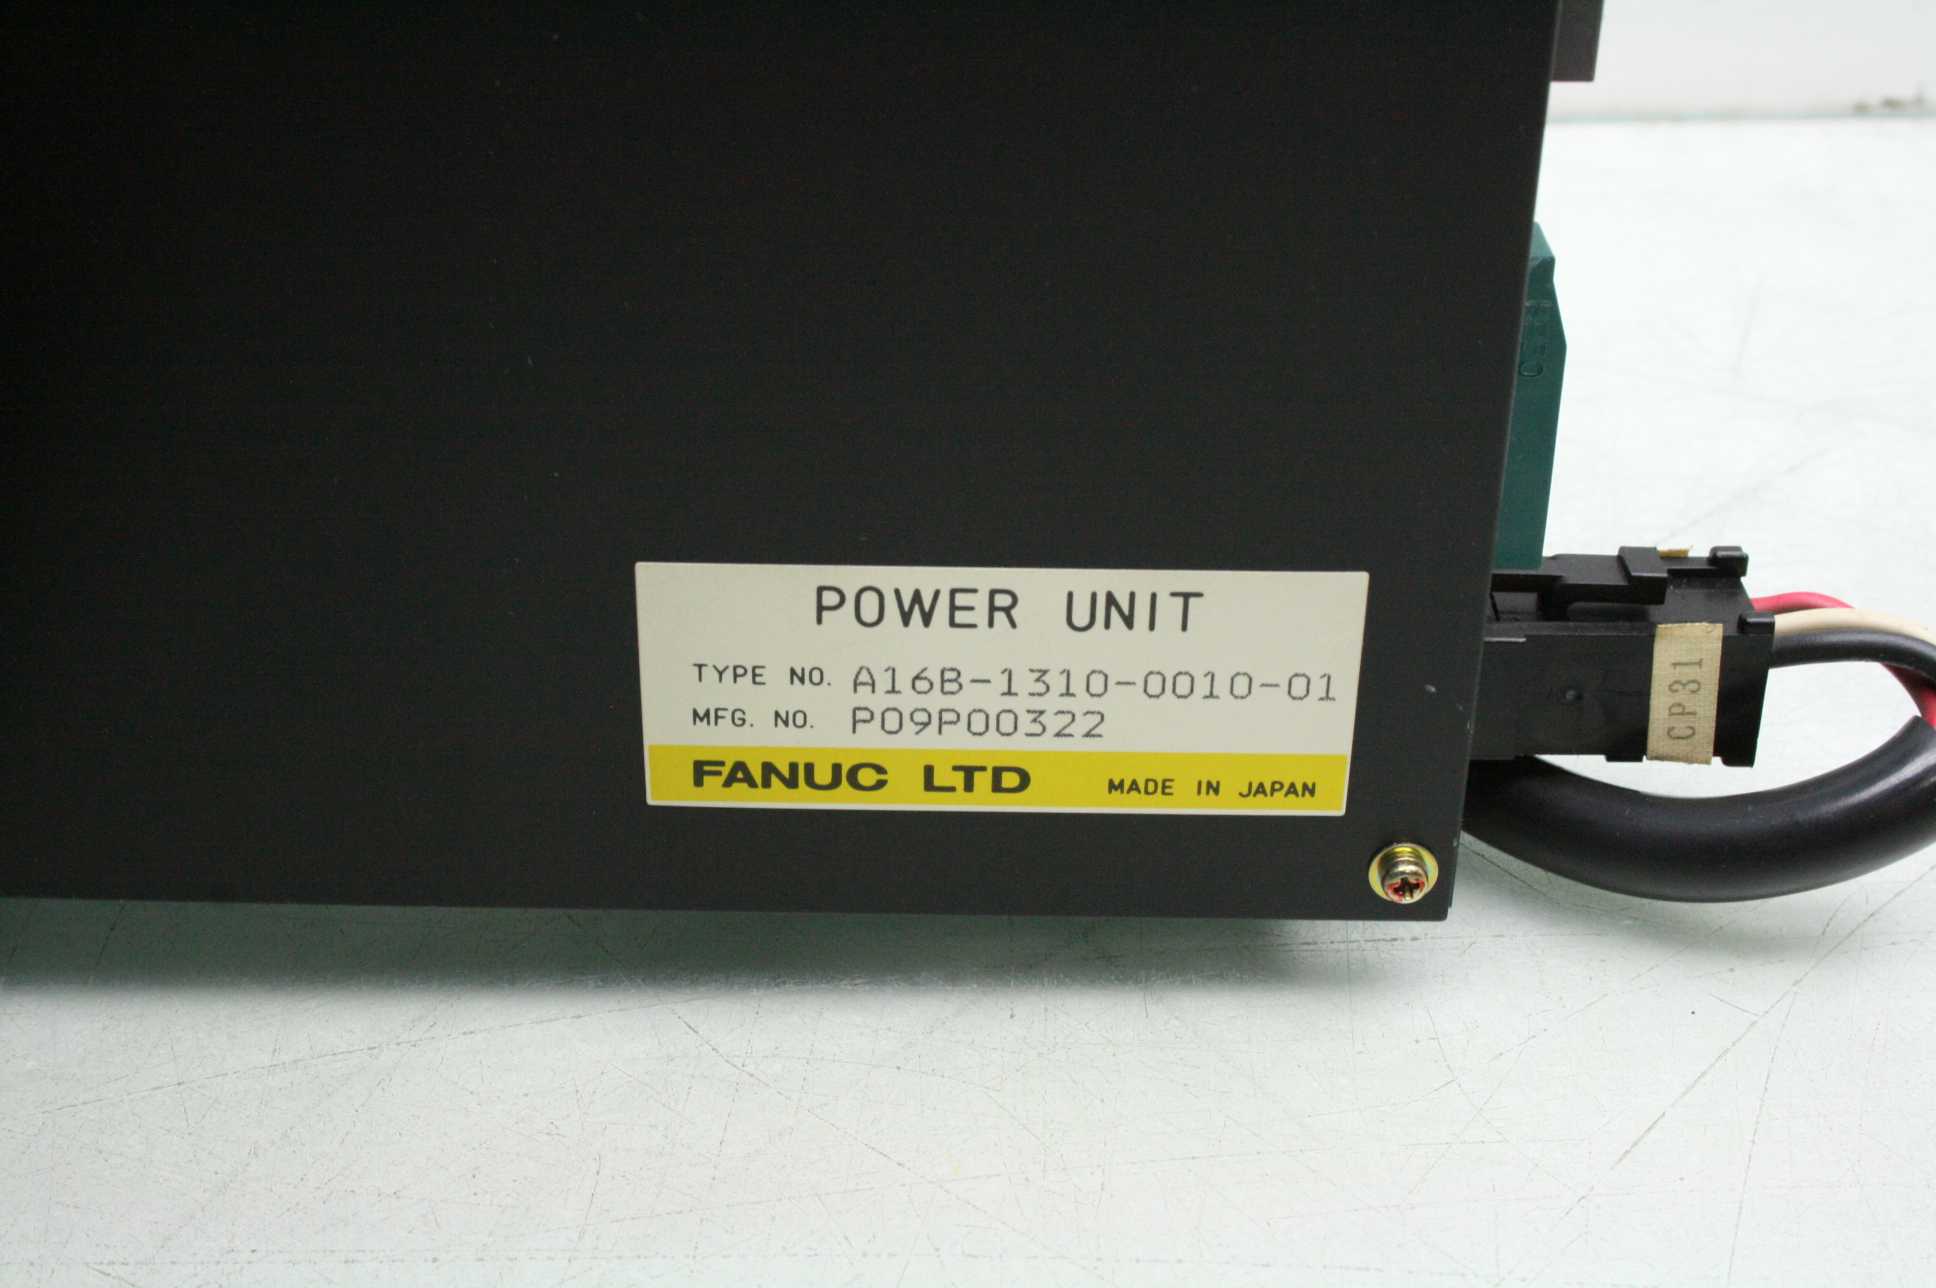 POWER UNIT
TYPE NO. A16B-1310-0010-01
MFG. NO. P09P00322
FANUC LTD MADE IN JAPAN
CP31